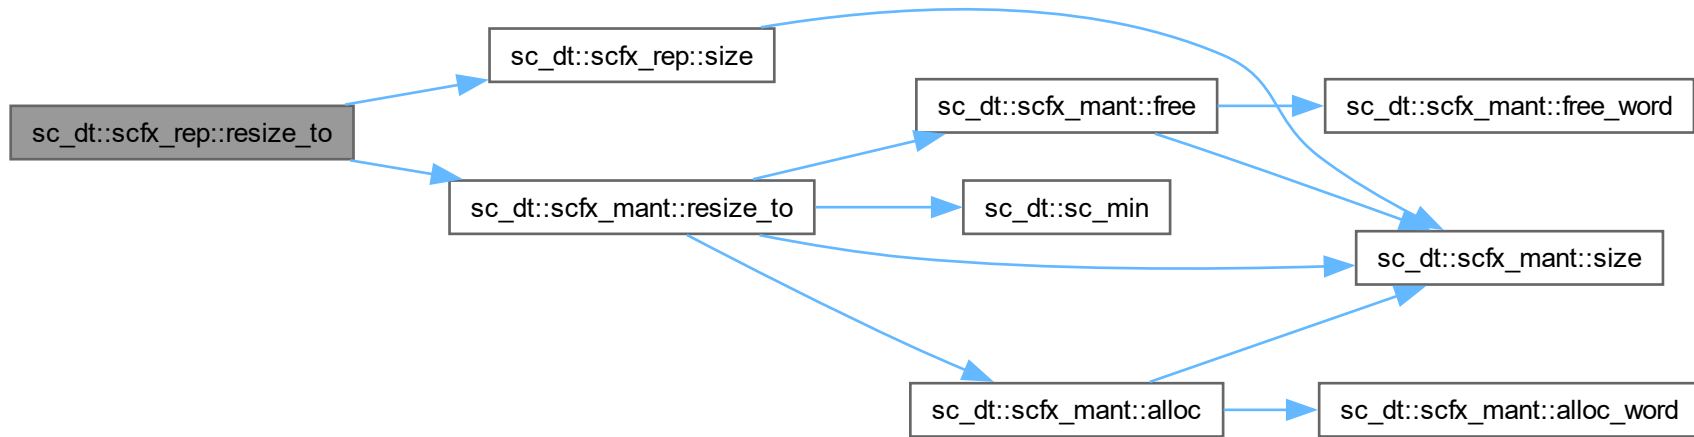 sc_dt::scfx_rep::resize_to
sc_dt::scfx_rep::size
sc_dt::scfx_mant::resize_to
sc_dt::scfx_mant::free
sc_dt::sc_min
sc_dt::scfx_mant::alloc
sc_dt::scfx_mant::free_word
sc_dt::scfx_mant::size
sc_dt::scfx_mant::alloc_word